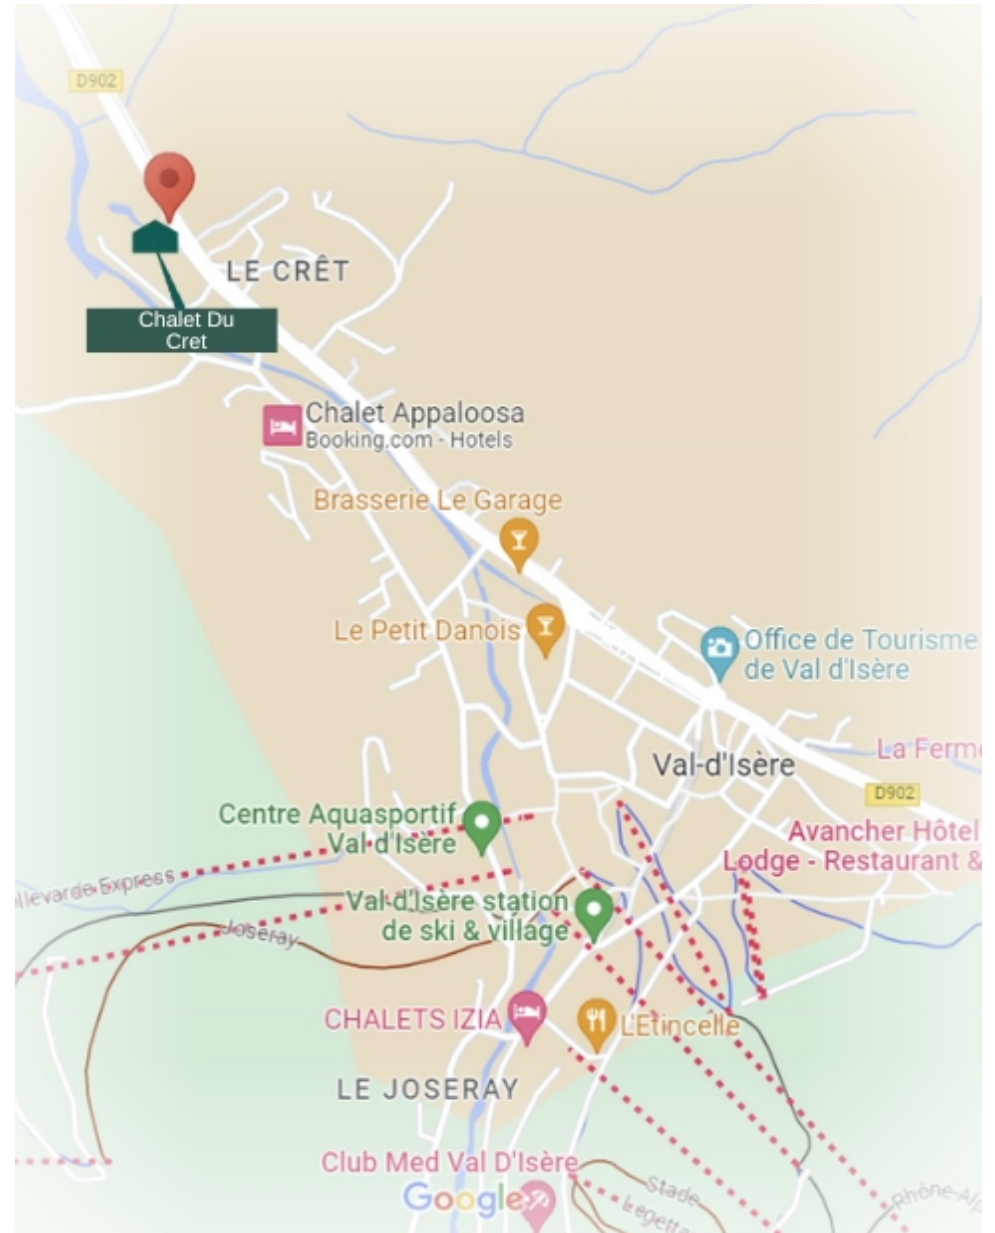 D902
LE CRÊT
Chalet Du
Cret
Chalet Appaloosa
Booking.com - Hotels
Brasserie Le Garage
Le Petit Danois
Office de Tourisme
de Val d'Isère
Val-d'Isère
La Ferme
D902
Centre Aquasportif
Val d'Isère
Avancher Hôtel
Lodge - Restaurant &
ollevarde Express
Val-d'Isère station
de ski & village
Joseray
CHALETS IZIA
L'Etincelle
LE JOSERAY
Club Med Val D'Isère
Google
Stade
Legetta
Rhône-Alp